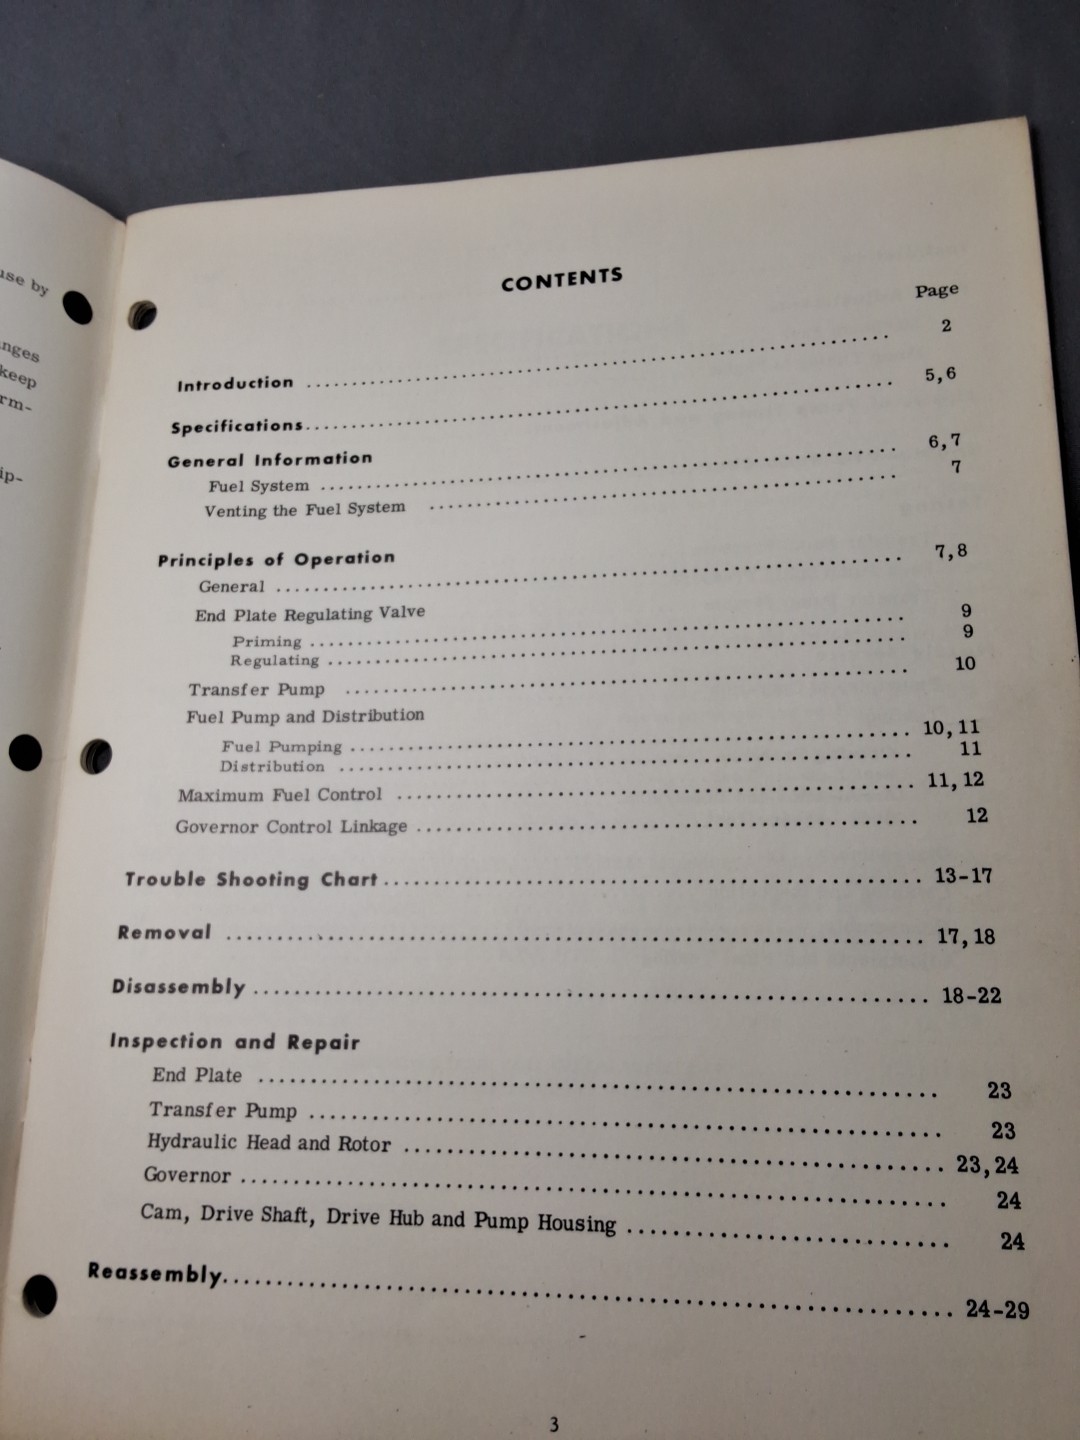 use by
keep
CONTENTS
Page
Introduction .......... 2
Specifications .......... 5,6
General Information
Fuel System .......... 6,7
Venting the Fuel System .......... 7
Principles of Operation
General .......... 7,8
End Plate Regulating Valve
Priming .......... 9
Regulating .......... 9
Transfer Pump .......... 10
Fuel Pump and Distribution
Fuel Pumping .......... 10, 11
Distribution .......... 11
Maximum Fuel Control .......... 11, 12
Governor Control Linkage .......... 12
Trouble Shooting Chart .......... 13-17
Removal .......... 17, 18
Disassembly .......... 18-22
Inspection and Repair
End Plate .......... 23
Transfer Pump .......... 23
Hydraulic Head and Rotor .......... 23, 24
Governor .......... 24
Cam, Drive Shaft, Drive Hub and Pump Housing .......... 24
Reassembly .......... 24-29
3